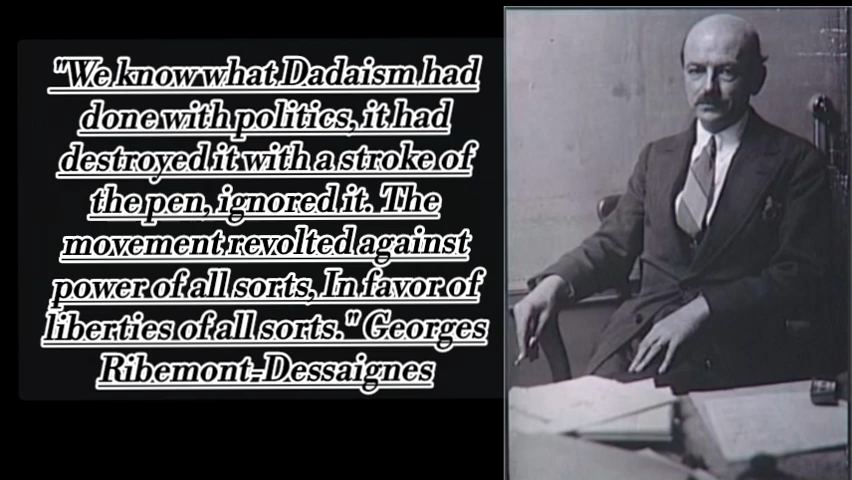 "We know what Dadaism had
done with politics, it had
destroyed it with a stroke of
the pen, ignored it. The
movement revolted against
power of all sorts, In favor of
liberties of all sorts." Georges
Ribemont-Dessaignes